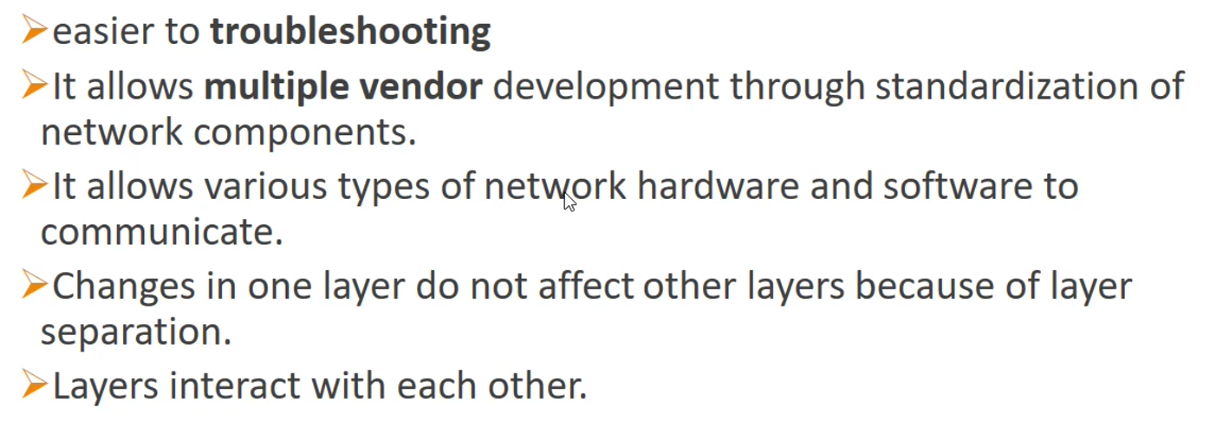 ➢easier to troubleshooting
➢It allows multiple vendor development through standardization of
network components.
➢It allows various types of network hardware and software to
communicate.
➢Changes in one layer do not affect other layers because of layer
separation.
➢Layers interact with each other.